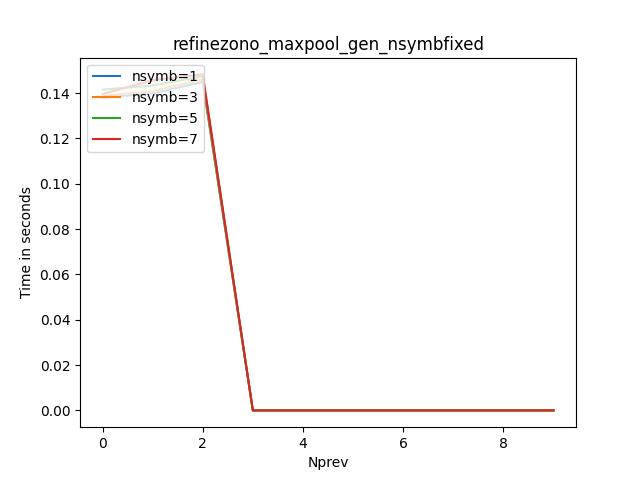 refinezono_maxpool_gen_nsymbfixed
nsymb=1
nsymb=3
nsymb=5
nsymb=7
0.14
0.12
0.10
0.08
0.06
0.04
0.02
0.00
Time in seconds
0 2 4 6 8
Nprev